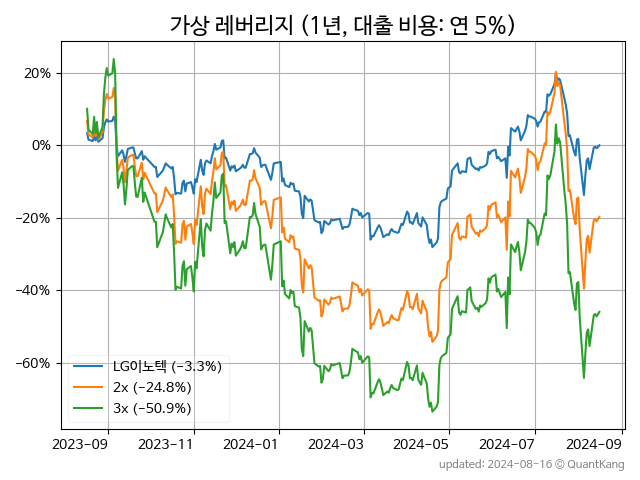 가상 레버리지 (1년, 대출 비용: 연 5%)
20%
0%
−20%
−40%
−60%
LG이노텍 (−3.3%)
2x (−24.8%)
3x (−50.9%)
2023-09 2023-11 2024-01 2024-03 2024-05 2024-07 2024-09
updated: 2024-08-16 © QuantKang